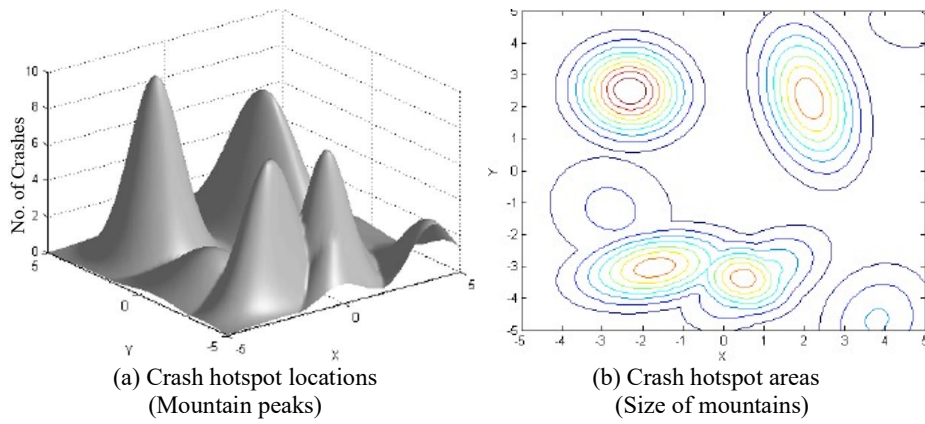 No. of Crashes
10
8
6
4
2
0
5
0
-5
Y
-5
0
5
X
(a) Crash hotspot locations
(Mountain peaks)
5
4
3
2
1
0
-1
-2
-3
-4
-5
Y
-5 -4 -3 -2 -1 0 1 2 3 4 5
X
(b) Crash hotspot areas
(Size of mountains)